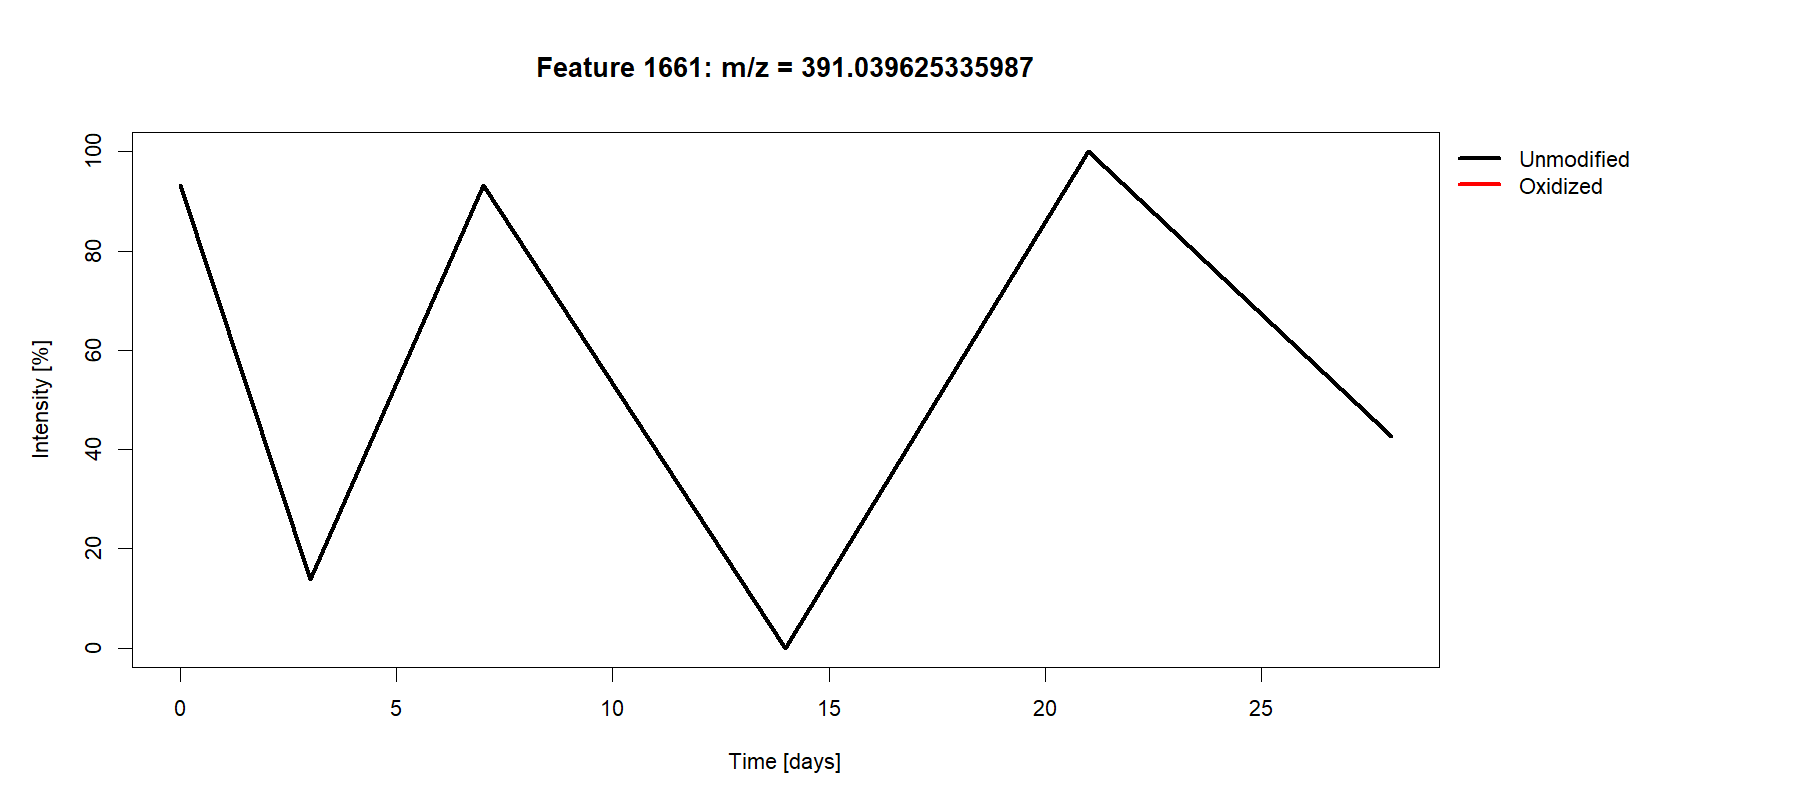 Feature 1661: m/z = 391.039625335987
Unmodified
Oxidized
100
80
60
40
20
0
Intensity [%]
0 5 10 15 20 25
Time [days]